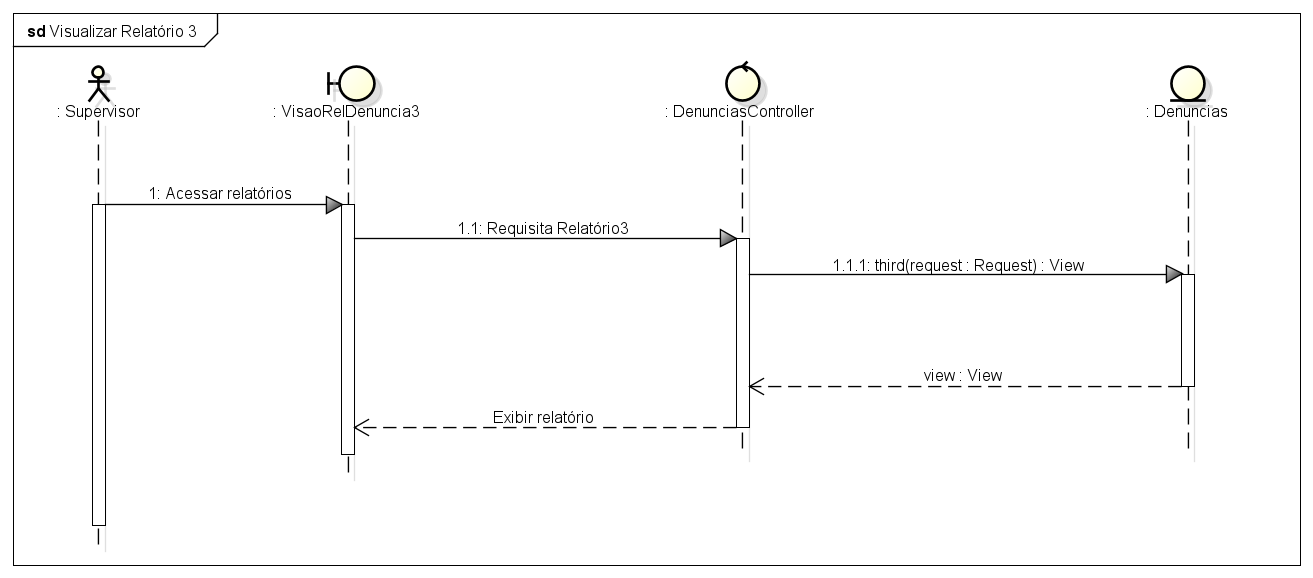 sd Visualizar Relatório 3
: Supervisor
: VisaoRelDenuncia3
: DenunciasController
: Denuncias
1: Acessar relatórios
1.1: Requisita Relatório3
1.1.1: third(request : Request) : View
view : View
Exibir relatório